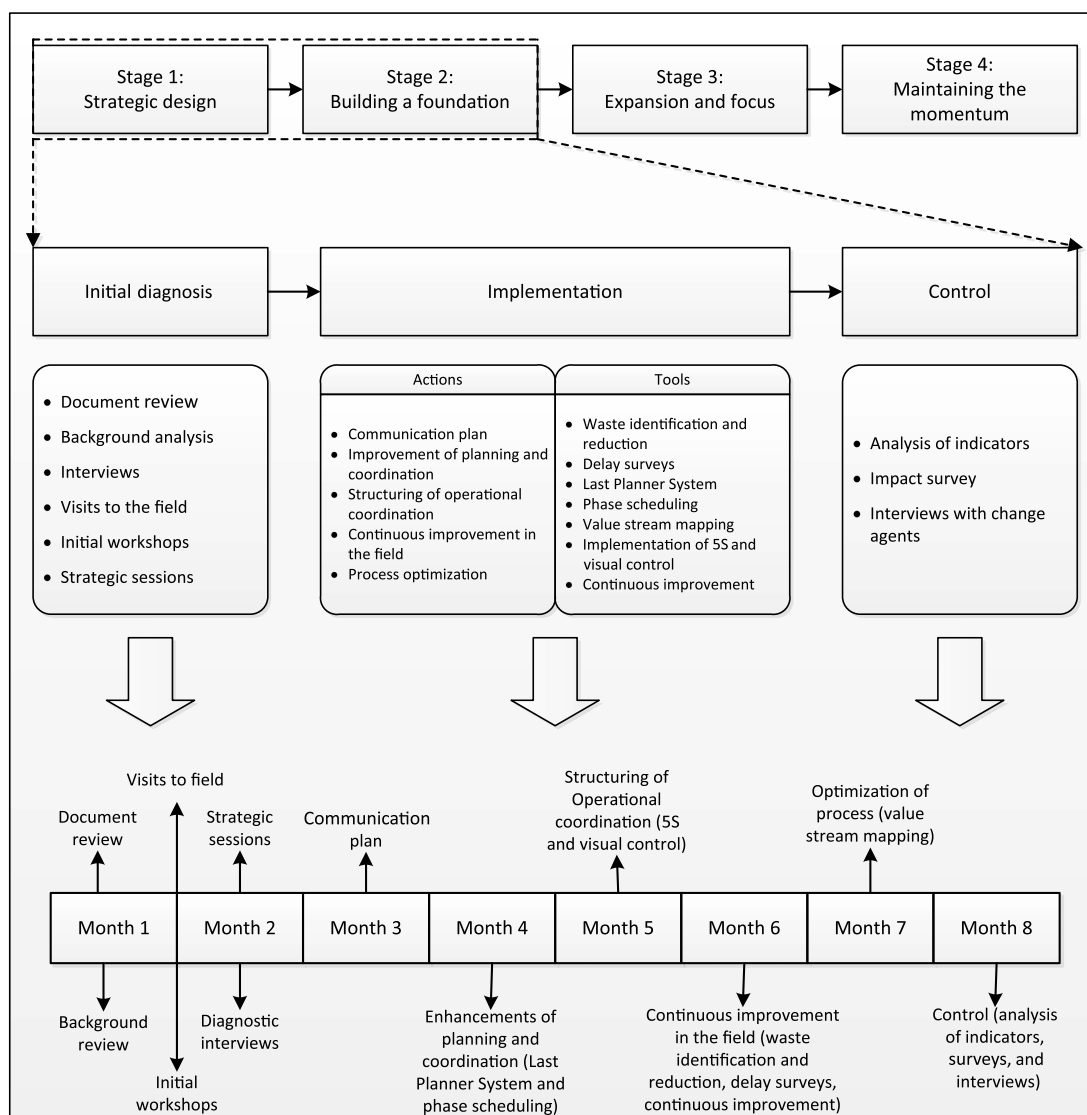 Stage 1:
Strategic design
Stage 2:
Building a foundation
Stage 3:
Expansion and focus
Stage 4:
Maintaining the
momentum
Initial diagnosis
Implementation
Control
• Document review
• Background analysis
• Interviews
• Visits to the field
• Initial workshops
• Strategic sessions
Actions
• Communication plan
• Improvement of planning and
coordination
• Structuring of operational
coordination
• Continuous improvement in
the field
• Process optimization
Tools
• Waste identification and
reduction
• Delay surveys
• Last Planner System
• Phase scheduling
• Value stream mapping
• Implementation of 5S and
visual control
• Continuous improvement
• Analysis of indicators
• Impact survey
• Interviews with change
agents
Visits to field
Document
review
Strategic
sessions
Communication
plan
Structuring of
Operational
coordination (5S
and visual control)
Optimization of
process (value
stream mapping)
Month 1
Month 2
Month 3
Month 4
Month 5
Month 6
Month 7
Month 8
Background
review
Initial
workshops
Diagnostic
interviews
Enhancements of
planning and
coordination (Last
Planner System and
phase scheduling)
Continuous improvement
in the field (waste
identification and
reduction, delay surveys,
continuous improvement)
Control (analysis
of indicators,
surveys, and
interviews)